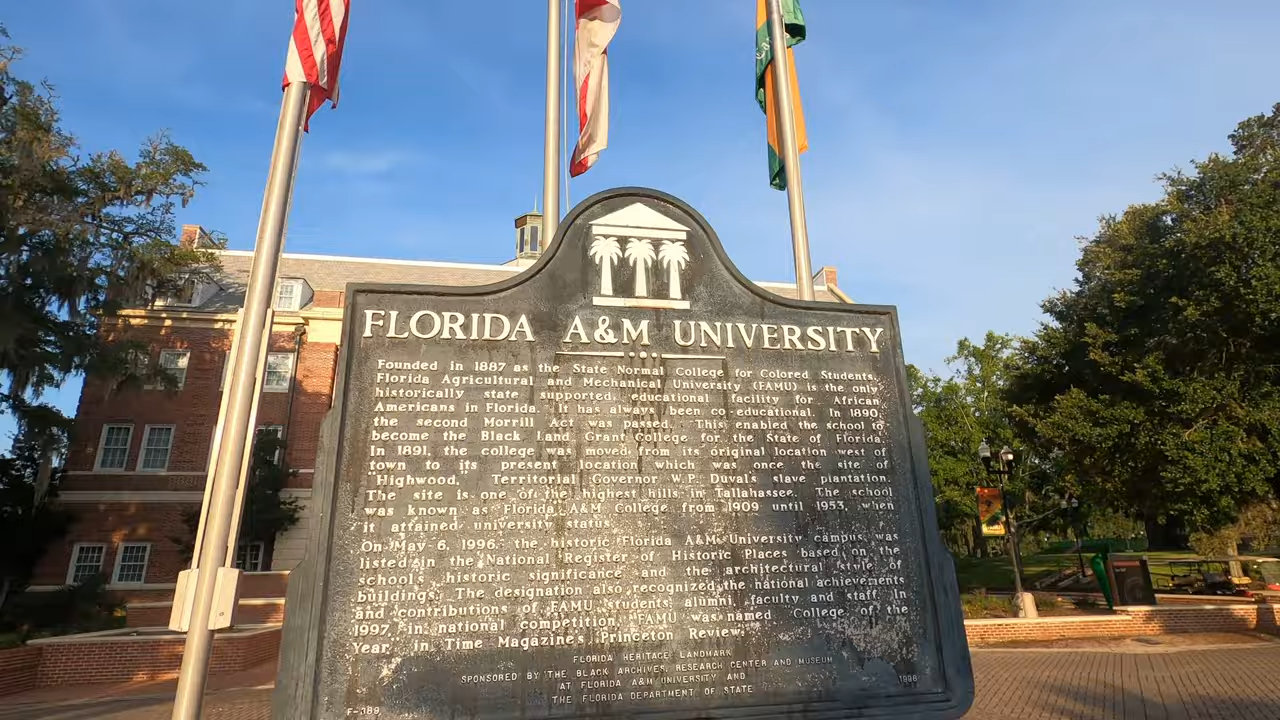 FLORIDA A&M UNIVERSITY
Founded in 1887 as the State Normal College for Colored Students,
Florida Agricultural and Mechanical University (FAMU) is the only
historically state supported educational facility for African
Americans in Florida. It has always been co-educational. In 1890,
the second Morrill Act was passed. This enabled the school to
become the Black Land Grant College for the State of Florida.
In 1891, the college was moved from its original location west of
town to its present location which was once the site of
"Highwood," Territorial Governor W.P. Duval's slave plantation.
The site is one of the highest hills in Tallahassee. The school
was known as Florida A&M College from 1909 until 1953, when
it attained university status.
On May 6, 1996, the historic Florida A&M University campus was
listed in the National Register of Historic Places based on the
school's historic significance and the architectural style of
buildings. The designation also recognized the national achievements
and contributions of FAMU students, alumni, faculty and staff. In
1997, in national competition, FAMU was named "College of the
Year" in Time Magazine's Princeton Review.
FLORIDA HERITAGE LANDMARK
SPONSORED BY THE BLACK ARCHIVES, RESEARCH CENTER AND MUSEUM
AT FLORIDA A&M UNIVERSITY AND
THE FLORIDA DEPARTMENT OF STATE
F-389
1998